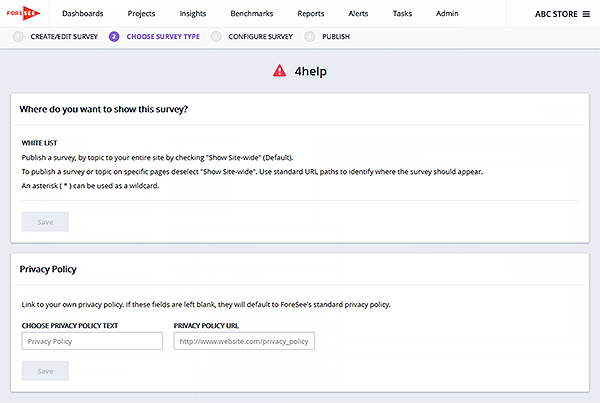 FORESEE Dashboards Projects Insights Benchmarks Reports Alerts Tasks Admin ABC STORE
1 CREATE/EDIT SURVEY 2 CHOOSE SURVEY TYPE 3 CONFIGURE SURVEY 4 PUBLISH
4help
Where do you want to show this survey?
WHITE LIST
Publish a survey, by topic to your entire site by checking "Show Site-wide" (Default).
To publish a survey or topic on specific pages deselect "Show Site-wide". Use standard URL paths to identify where the survey should appear.
An asterisk ( * ) can be used as a wildcard.
Save
Privacy Policy
Link to your own privacy policy. If these fields are left blank, they will default to ForeSee's standard privacy policy.
CHOOSE PRIVACY POLICY TEXT PRIVACY POLICY URL
Privacy Policy http://www.website.com/privacy_policy
Save